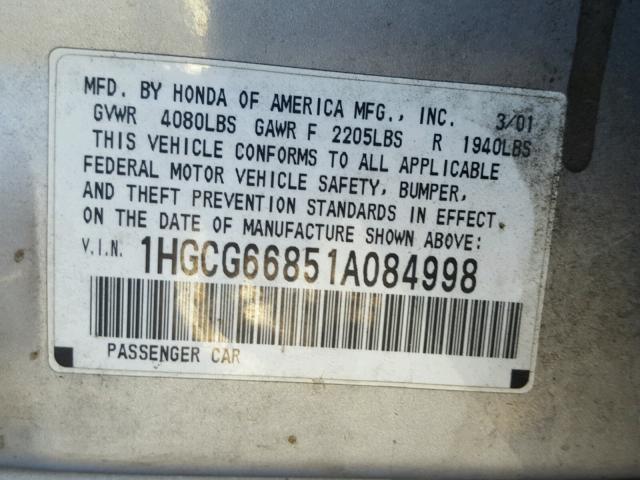 MFD. BY HONDA OF AMERICA MFG., INC. 3/01
GVWR 4080LBS GAWR F 2205LBS R 1940LBS
THIS VEHICLE CONFORMS TO ALL APPLICABLE
FEDERAL MOTOR VEHICLE SAFETY, BUMPER,
AND THEFT PREVENTION STANDARDS IN EFFECT
ON THE DATE OF MANUFACTURE SHOWN ABOVE:
V.I.N. 1HGCG66851A084998
PASSENGER CAR